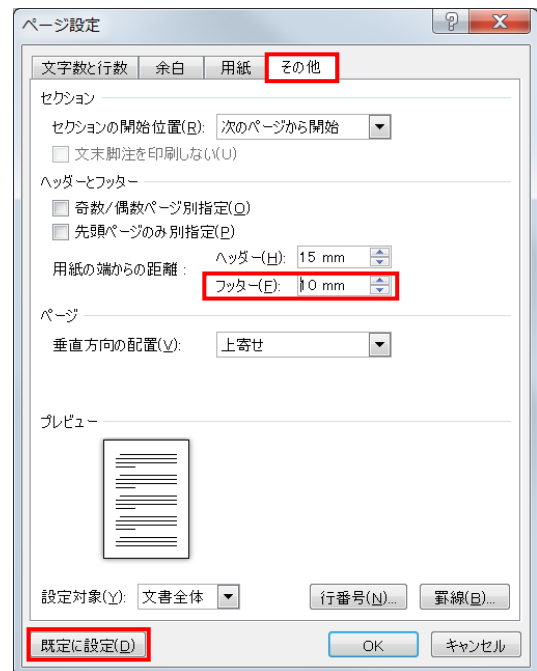 ページ設定
文字数と行数 余白 用紙 その他
セクション
セクションの開始位置(R): 次のページから開始
文末脚注を印刷しない(U)
ヘッダーとフッター
奇数/偶数ページ別指定(O)
先頭ページのみ別指定(P)
用紙の端からの距離:
ヘッダー(H): 15 mm
フッター(F): 10 mm
ページ
垂直方向の配置(V): 上寄せ
プレビュー
設定対象(Y): 文書全体 行番号(N)... 罫線(B)...
既定に設定(D) OK キャンセル